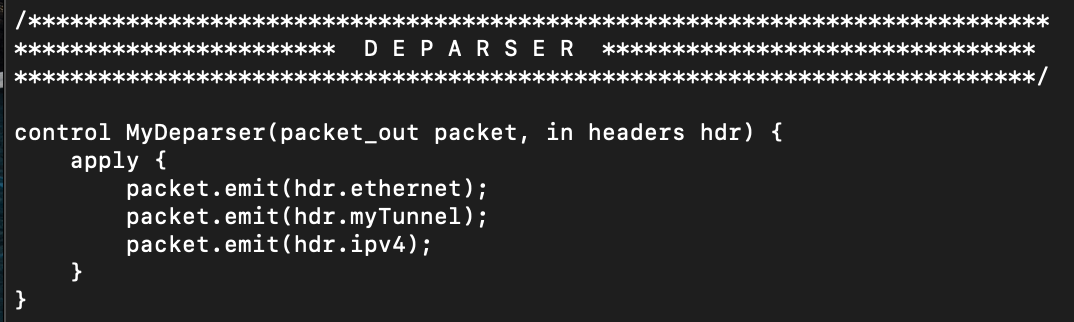 /*************************************************************************
***********************  D E P A R S E R  *******************************
*************************************************************************/
control MyDeparser(packet_out packet, in headers hdr) {
    apply {
        packet.emit(hdr.ethernet);
        packet.emit(hdr.myTunnel);
        packet.emit(hdr.ipv4);
    }
}